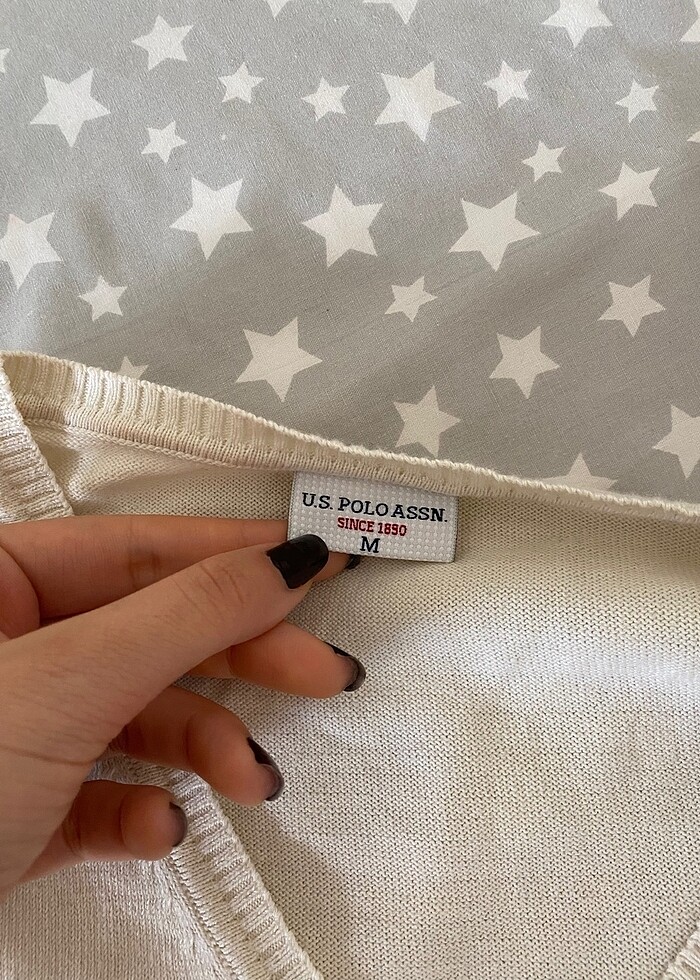 U.S. POLO ASSN.
SINCE 1890
M